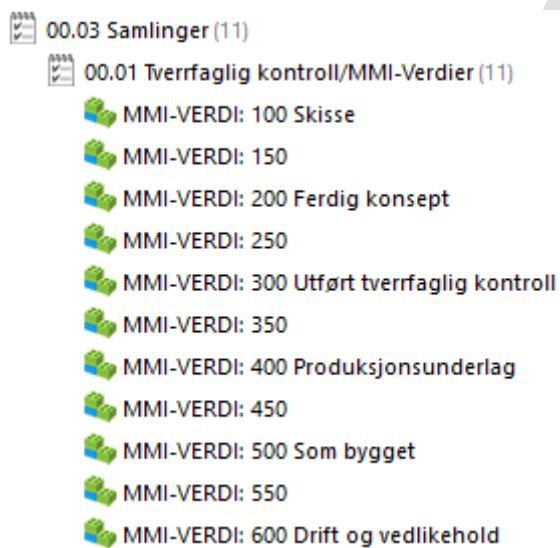 00.03 Samlinger (11)
00.01 Tverrfaglig kontroll/MMI-Verdier (11)
MMI-VERDI: 100 Skisse
MMI-VERDI: 150
MMI-VERDI: 200 Ferdig konsept
MMI-VERDI: 250
MMI-VERDI: 300 Utført tverrfaglig kontroll
MMI-VERDI: 350
MMI-VERDI: 400 Produksjonsunderlag
MMI-VERDI: 450
MMI-VERDI: 500 Som bygget
MMI-VERDI: 550
MMI-VERDI: 600 Drift og vedlikehold